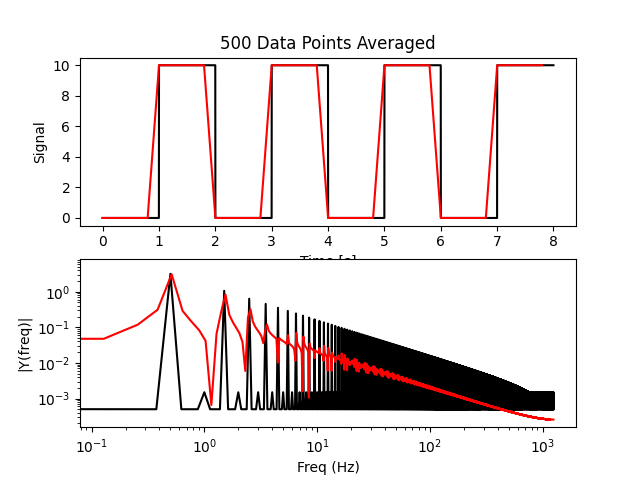 500 Data Points Averaged
Signal
10
8
6
4
2
0
0 1 2 3 4 5 6 7 8
|Y(freq)|
10⁰
10⁻¹
10⁻²
10⁻³
10⁻¹ 10⁰ 10¹ 10² 10³
Freq (Hz)